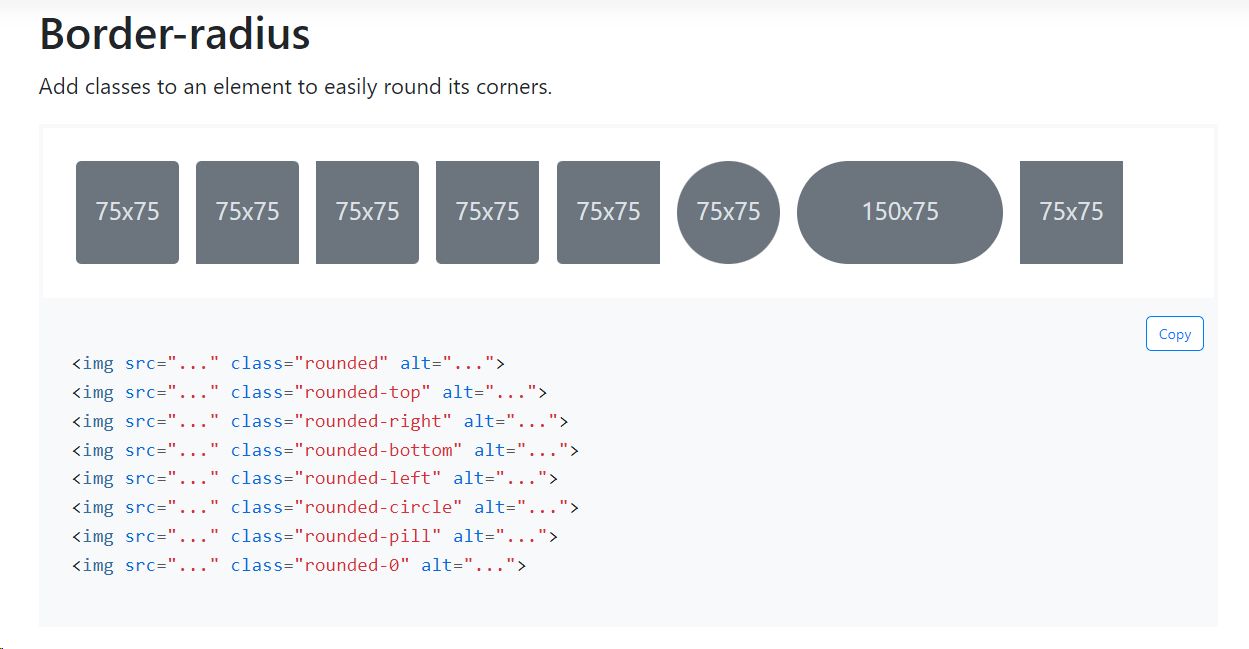 Border-radius
Add classes to an element to easily round its corners.
75x75 75x75 75x75 75x75 75x75 75x75 150x75 75x75
Copy
<img src="..." class="rounded" alt="...">
<img src="..." class="rounded-top" alt="...">
<img src="..." class="rounded-right" alt="...">
<img src="..." class="rounded-bottom" alt="...">
<img src="..." class="rounded-left" alt="...">
<img src="..." class="rounded-circle" alt="...">
<img src="..." class="rounded-pill" alt="...">
<img src="..." class="rounded-0" alt="...">